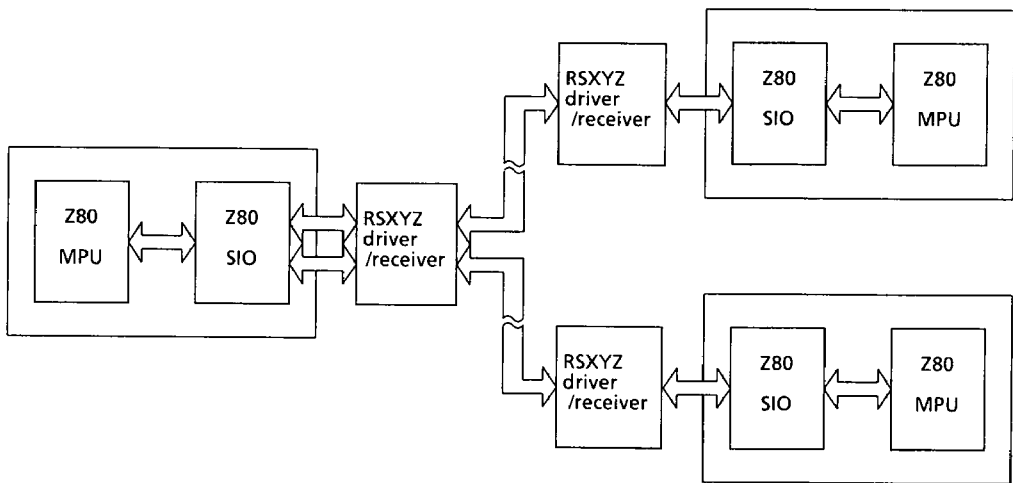 Z80
MPU
Z80
SIO
RSXYZ
driver
/receiver
RSXYZ
driver
/receiver
Z80
SIO
Z80
MPU
RSXYZ
driver
/receiver
Z80
SIO
Z80
MPU